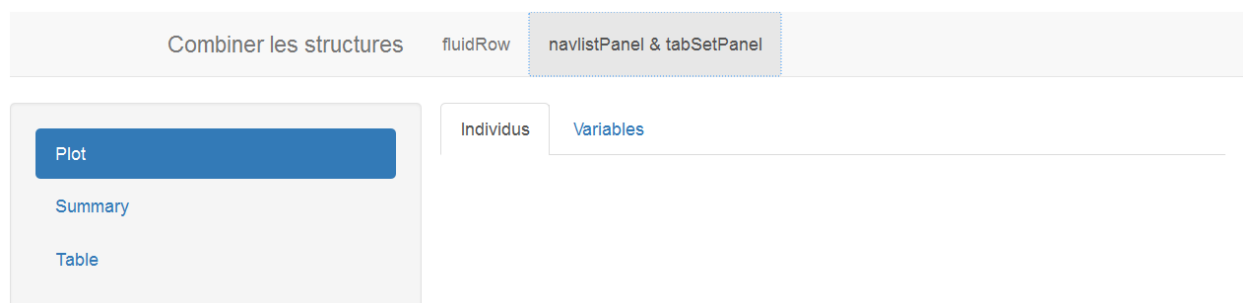 Combiner les structures fluidRow navlistPanel & tabSetPanel
Individus Variables
Plot
Summary
Table